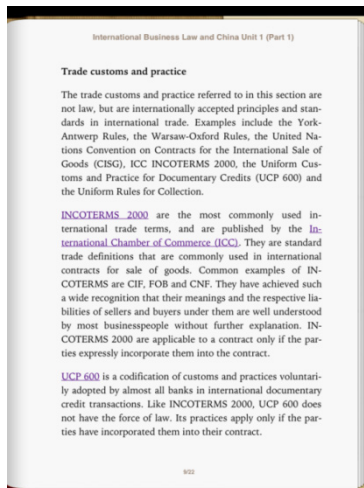 International Business Law and China Unit 1 (Part 1)
Trade customs and practice
The trade customs and practice referred to in this section are
not law, but are internationally accepted principles and stan-
dards in international trade. Examples include the York-
Antwerp Rules, the Warsaw-Oxford Rules, the United Na-
tions Convention on Contracts for the International Sale of
Goods (CISG), ICC INCOTERMS 2000, the Uniform Cus-
toms and Practice for Documentary Credits (UCP 600) and
the Uniform Rules for Collection.
INCOTERMS 2000 are the most commonly used in-
ternational trade terms, and are published by the In-
ternational Chamber of Commerce (ICC). They are standard
trade definitions that are commonly used in international
contracts for sale of goods. Common examples of IN-
COTERMS are CIF, FOB and CNF. They have achieved such
a wide recognition that their meanings and the respective lia-
bilities of sellers and buyers under them are well understood
by most businesspeople without further explanation. IN-
COTERMS 2000 are applicable to a contract only if the par-
ties expressly incorporate them into the contract.
UCP 600 is a codification of customs and practices voluntari-
ly adopted by almost all banks in international documentary
credit transactions. Like INCOTERMS 2000, UCP 600 does
not have the force of law. Its practices apply only if the par-
ties have incorporated them into their contract.
9/22